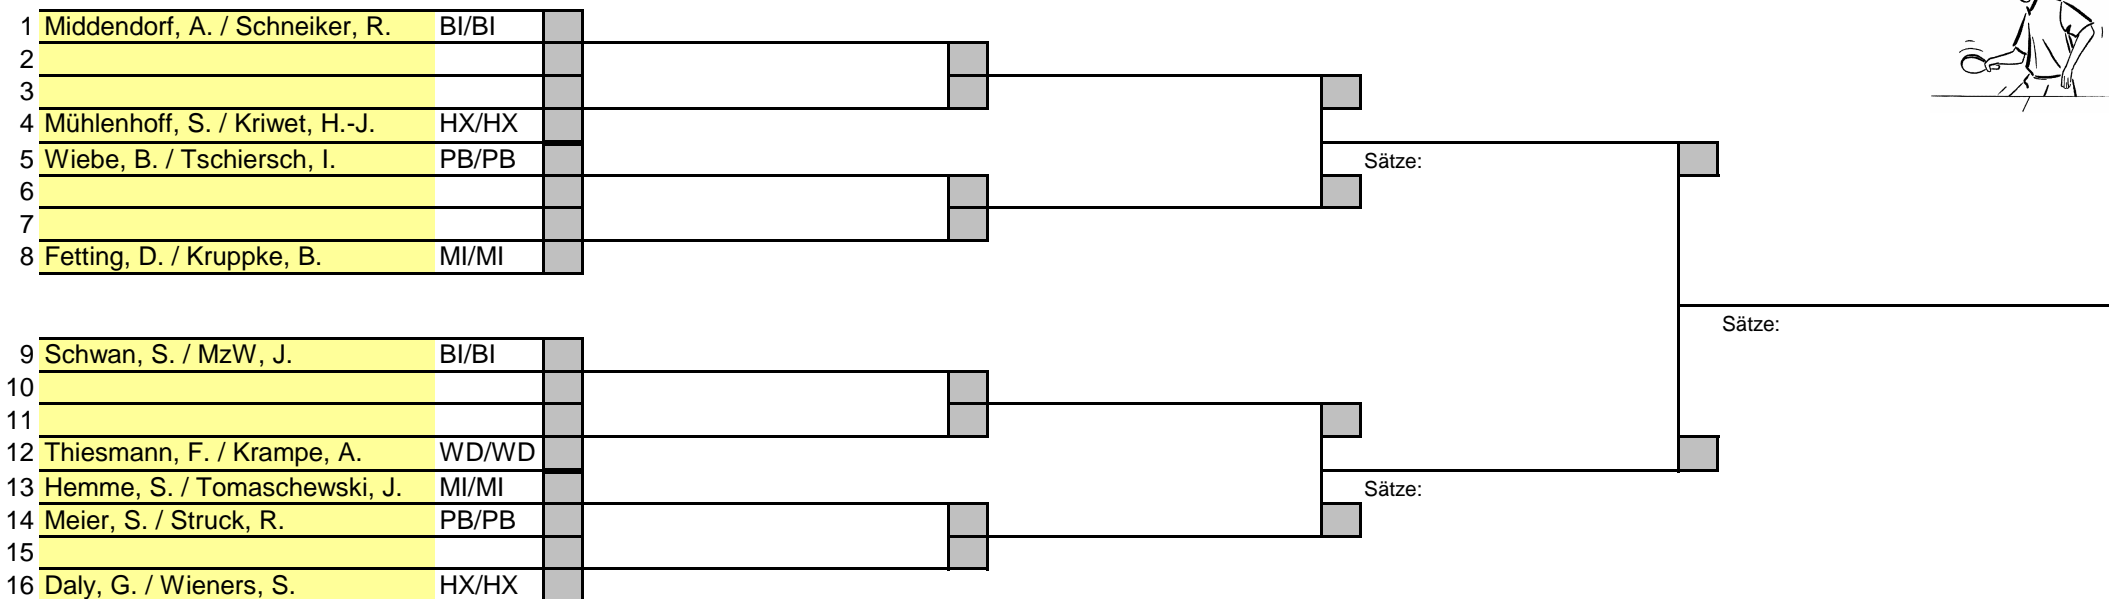 1 Middendorf, A. / Schneiker, R. BI/BI
2
3
4 Mühlenhoff, S. / Kriwet, H.-J. HX/HX
5 Wiebe, B. / Tschiersch, I. PB/PB
Sätze:
6
7
8 Fetting, D. / Kruppke, B. MI/MI
Sätze:
9 Schwan, S. / MzW, J. BI/BI
10
11
12 Thiesmann, F. / Krampe, A. WD/WD
13 Hemme, S. / Tomaschewski, J. MI/MI
Sätze:
14 Meier, S. / Struck, R. PB/PB
15
16 Daly, G. / Wieners, S. HX/HX